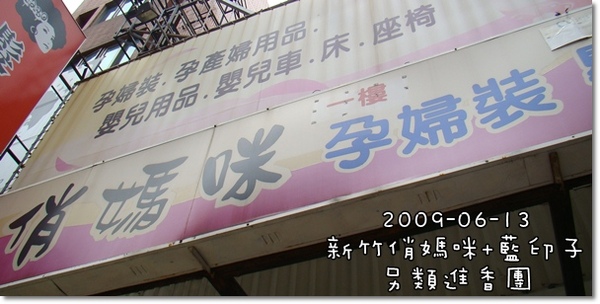 孕婦裝.孕產婦用品.
嬰兒用品.嬰兒車.床.座椅
一樓
俏媽咪 孕婦裝
2009-06-13
新竹俏媽咪+藍印子
另類進香團